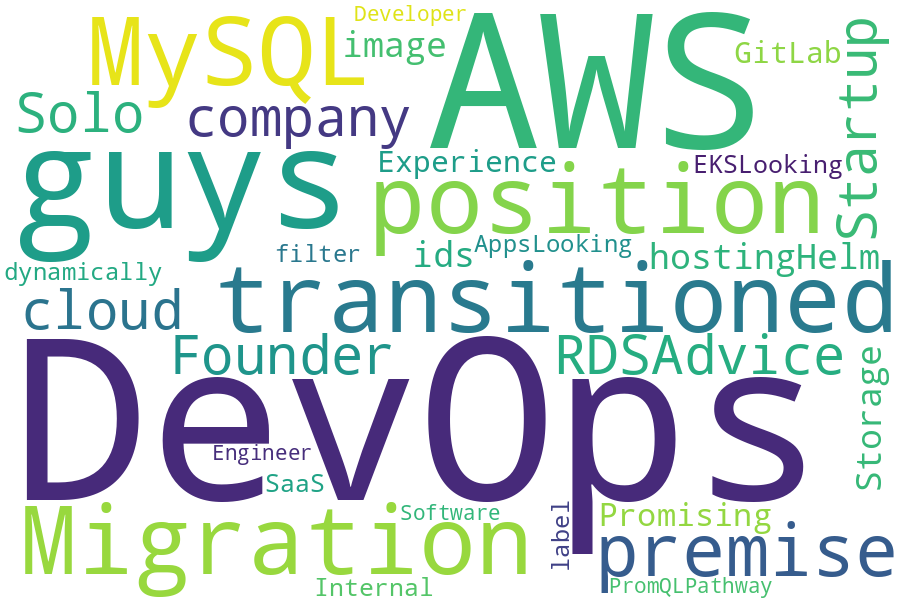 Developer
MySQL
image
AWS
GitLab
Startup
Solo
company
guys
Experience
EKSLooking
position
AppsLooking
filter
ids
hostingHelm
dynamically
cloud
transitioned
Founder
RDSAdvice
DevOps
Storage
Engineer
SaaS
Software
label
Promising
Migration
premise
Internal
PromQLPathway